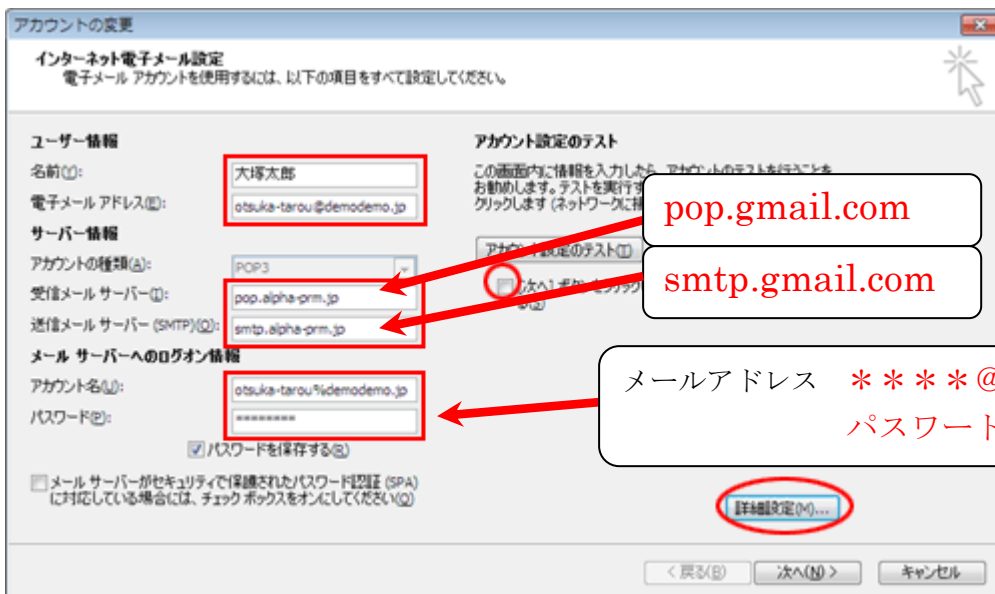 アカウントの変更
インターネット電子メール設定
電子メール アカウントを使用するには、以下の項目をすべて設定してください。
ユーザー情報
名前(Y):
大塚太郎
電子メール アドレス(E):
otsuka-tarou@demodemo.jp
サーバー情報
アカウントの種類(A):
POP3
受信メール サーバー(I):
pop.alpha-prm.jp
送信メール サーバー (SMTP)(O):
smtp.alpha-prm.jp
メール サーバーへのログオン情報
アカウント名(U):
otsuka-tarou%demodemo.jp
パスワード(P):
********
パスワードを保存する(R)
メール サーバーがセキュリティで保護されたパスワード認証 (SPA)
に対応している場合には、チェック ボックスをオンにしてください(Q)
アカウント設定のテスト
この画面内に情報を入力したら、アカウントのテストを行うことを
お勧めします。テストを実行す
クリックします (ネットワークに
アカウント設定のテスト(T)
[次へ] ボタンをクリック
る(S)
pop.gmail.com
smtp.gmail.com
メールアドレス ＊＊＊＊@
パスワード
詳細設定(M)...
< 戻る(B)
次へ(N) >
キャンセル